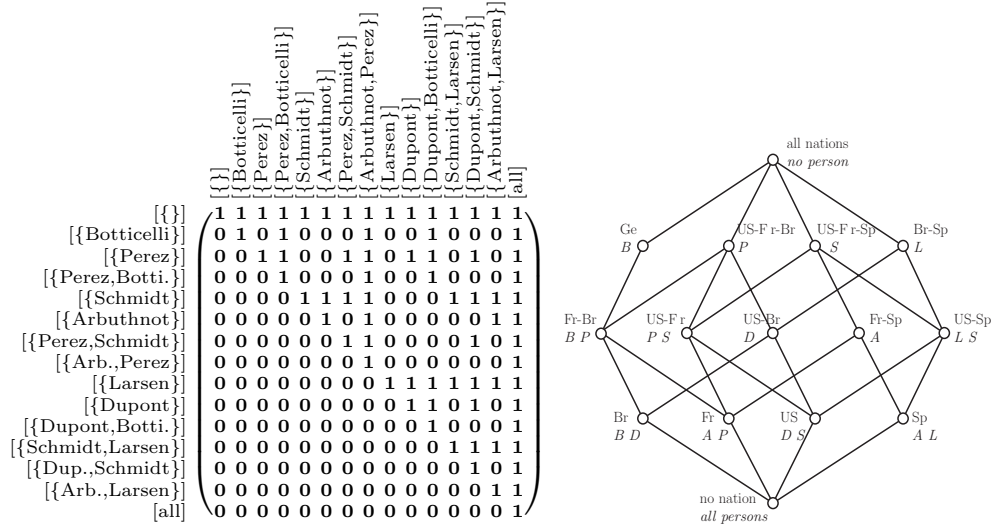 [{}]
[{Botticelli}]
[{Perez}]
[{Perez,Botticelli}]
[{Schmidt}]
[{Arbuthnot}]
[{Perez,Schmidt}]
[{Arbuthnot,Perez}]
[{Larsen}]
[{Dupont}]
[{Dupont,Botticelli}]
[{Schmidt,Larsen}]
[{Dupont,Schmidt}]
[{Arbuthnot,Larsen}]
[all]
[{}] 1 1 1 1 1 1 1 1 1 1 1 1 1 1 1
[{Botticelli}] 0 1 0 1 0 0 0 1 0 0 1 0 0 0 1
[{Perez}] 0 0 1 1 0 0 1 1 0 1 1 0 1 0 1
[{Perez,Botti.}] 0 0 0 1 0 0 0 1 0 0 1 0 0 0 1
[{Schmidt}] 0 0 0 0 1 1 1 1 0 0 0 1 1 1 1
[{Arbuthnot}] 0 0 0 0 0 1 0 1 0 0 0 0 0 1 1
[{Perez,Schmidt}] 0 0 0 0 0 0 1 1 0 0 0 0 1 0 1
[{Arb.,Perez}] 0 0 0 0 0 0 0 1 0 0 0 0 0 0 1
[{Larsen}] 0 0 0 0 0 0 0 0 1 1 1 1 1 1 1
[{Dupont}] 0 0 0 0 0 0 0 0 0 1 1 0 1 0 1
[{Dupont,Botti.}] 0 0 0 0 0 0 0 0 0 0 1 0 0 0 1
[{Schmidt,Larsen}] 0 0 0 0 0 0 0 0 0 0 0 1 1 1 1
[{Dup.,Schmidt}] 0 0 0 0 0 0 0 0 0 0 0 0 1 0 1
[{Arb.,Larsen}] 0 0 0 0 0 0 0 0 0 0 0 0 0 1 1
[all] 0 0 0 0 0 0 0 0 0 0 0 0 0 0 1
all nations
no person
Ge
B
US-F r-Br
P
US-F r-Sp
S
Br-Sp
L
Fr-Br
B P
US-F r
P S
US-Br
D
Fr-Sp
A
US-Sp
L S
Br
B D
Fr
A P
US
D S
Sp
A L
no nation
all persons